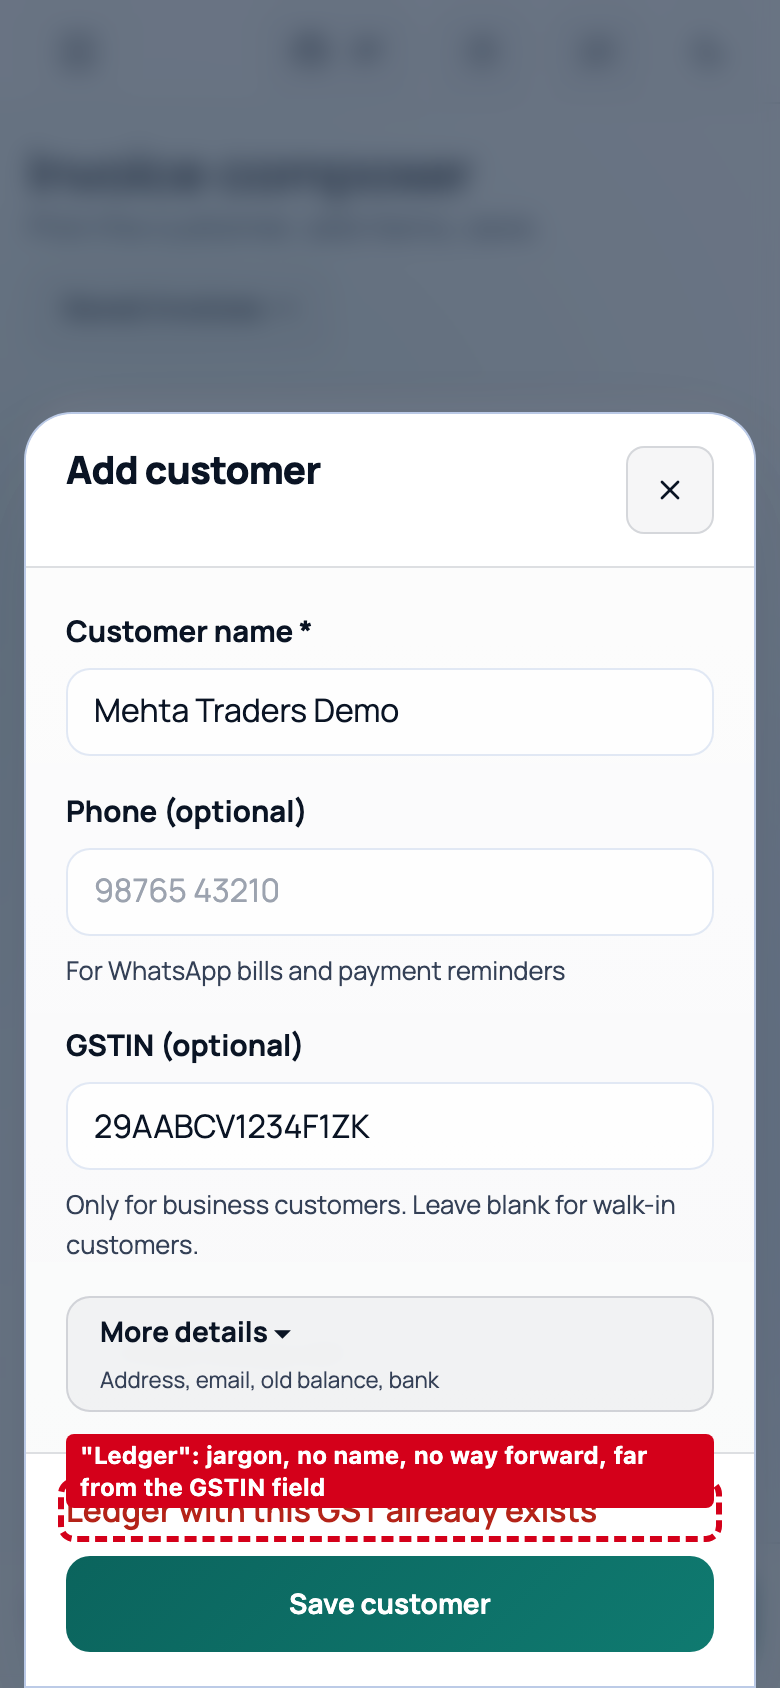 Invoice composer
Add customer
Customer name *
Mehta Traders Demo
Phone (optional)
98765 43210
For WhatsApp bills and payment reminders
GSTIN (optional)
29AABCV1234F1ZK
Only for business customers. Leave blank for walk-in
customers.
More details
Address, email, old balance, bank
"Ledger": jargon, no name, no way forward, far
from the GSTIN field
Ledger with this GST already exists
Save customer